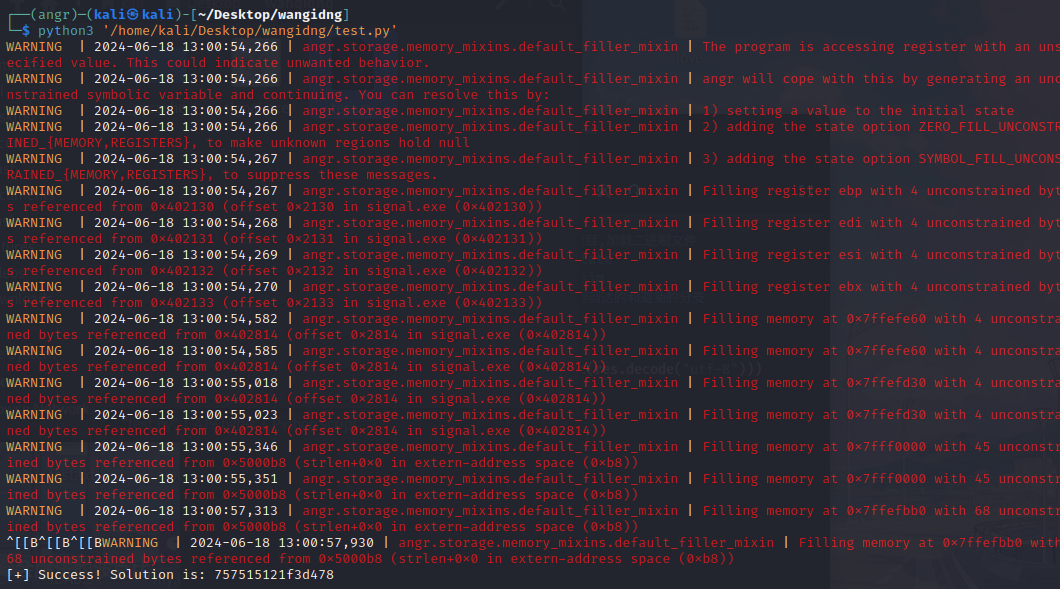 ┌──(angr)─(kali㉿kali)-[~/Desktop/wangidng]
└─$ python3 '/home/kali/Desktop/wangidng/test.py'
WARNING | 2024-06-18 13:00:54,266 | angr.storage.memory_mixins.default_filler_mixin | The program is accessing register with an uns
ecified value. This could indicate unwanted behavior.
WARNING | 2024-06-18 13:00:54,266 | angr.storage.memory_mixins.default_filler_mixin | angr will cope with this by generating an unco
nstrained symbolic variable and continuing. You can resolve this by:
WARNING | 2024-06-18 13:00:54,266 | angr.storage.memory_mixins.default_filler_mixin | 1) setting a value to the initial state
WARNING | 2024-06-18 13:00:54,266 | angr.storage.memory_mixins.default_filler_mixin | 2) adding the state option ZERO_FILL_UNCONSTR
INED_{MEMORY,REGISTERS}, to make unknown regions hold null
WARNING | 2024-06-18 13:00:54,267 | angr.storage.memory_mixins.default_filler_mixin | 3) adding the state option SYMBOL_FILL_UNCONS
RAINED_{MEMORY,REGISTERS}, to suppress these messages.
WARNING | 2024-06-18 13:00:54,267 | angr.storage.memory_mixins.default_filler_mixin | Filling register ebp with 4 unconstrained byt
s referenced from 0×402130 (offset 0×2130 in signal.exe (0×402130))
WARNING | 2024-06-18 13:00:54,268 | angr.storage.memory_mixins.default_filler_mixin | Filling register edi with 4 unconstrained byt
s referenced from 0×402131 (offset 0×2131 in signal.exe (0×402131))
WARNING | 2024-06-18 13:00:54,269 | angr.storage.memory_mixins.default_filler_mixin | Filling register esi with 4 unconstrained byt
s referenced from 0×402132 (offset 0×2132 in signal.exe (0×402132))
WARNING | 2024-06-18 13:00:54,270 | angr.storage.memory_mixins.default_filler_mixin | Filling register ebx with 4 unconstrained byt
s referenced from 0×402133 (offset 0×2133 in signal.exe (0×402133))
WARNING | 2024-06-18 13:00:54,582 | angr.storage.memory_mixins.default_filler_mixin | Filling memory at 0×7ffefe60 with 4 unconstra
ned bytes referenced from 0×402814 (offset 0×2814 in signal.exe (0×402814))
WARNING | 2024-06-18 13:00:54,585 | angr.storage.memory_mixins.default_filler_mixin | Filling memory at 0×7ffefe60 with 4 unconstra
ned bytes referenced from 0×402814 (offset 0×2814 in signal.exe (0×402814))
WARNING | 2024-06-18 13:00:55,018 | angr.storage.memory_mixins.default_filler_mixin | Filling memory at 0×7ffefd30 with 4 unconstra
ned bytes referenced from 0×402814 (offset 0×2814 in signal.exe (0×402814))
WARNING | 2024-06-18 13:00:55,023 | angr.storage.memory_mixins.default_filler_mixin | Filling memory at 0×7ffefd30 with 4 unconstra
ned bytes referenced from 0×402814 (offset 0×2814 in signal.exe (0×402814))
WARNING | 2024-06-18 13:00:55,346 | angr.storage.memory_mixins.default_filler_mixin | Filling memory at 0×7fff0000 with 45 unconstr
ined bytes referenced from 0×5000b8 (strlen+0×0 in extern-address space (0×b8))
WARNING | 2024-06-18 13:00:55,351 | angr.storage.memory_mixins.default_filler_mixin | Filling memory at 0×7fff0000 with 45 unconstr
ined bytes referenced from 0×5000b8 (strlen+0×0 in extern-address space (0×b8))
WARNING | 2024-06-18 13:00:57,313 | angr.storage.memory_mixins.default_filler_mixin | Filling memory at 0×7ffefbb0 with 68 unconstr
ined bytes referenced from 0×5000b8 (strlen+0×0 in extern-address space (0×b8))
^[[B^[[B^[[BWARNING | 2024-06-18 13:00:57,930 | angr.storage.memory_mixins.default_filler_mixin | Filling memory at 0×7ffefbb0 with
68 unconstrained bytes referenced from 0×5000b8 (strlen+0×0 in extern-address space (0×b8))
[+] Success! Solution is: 757515121f3d478